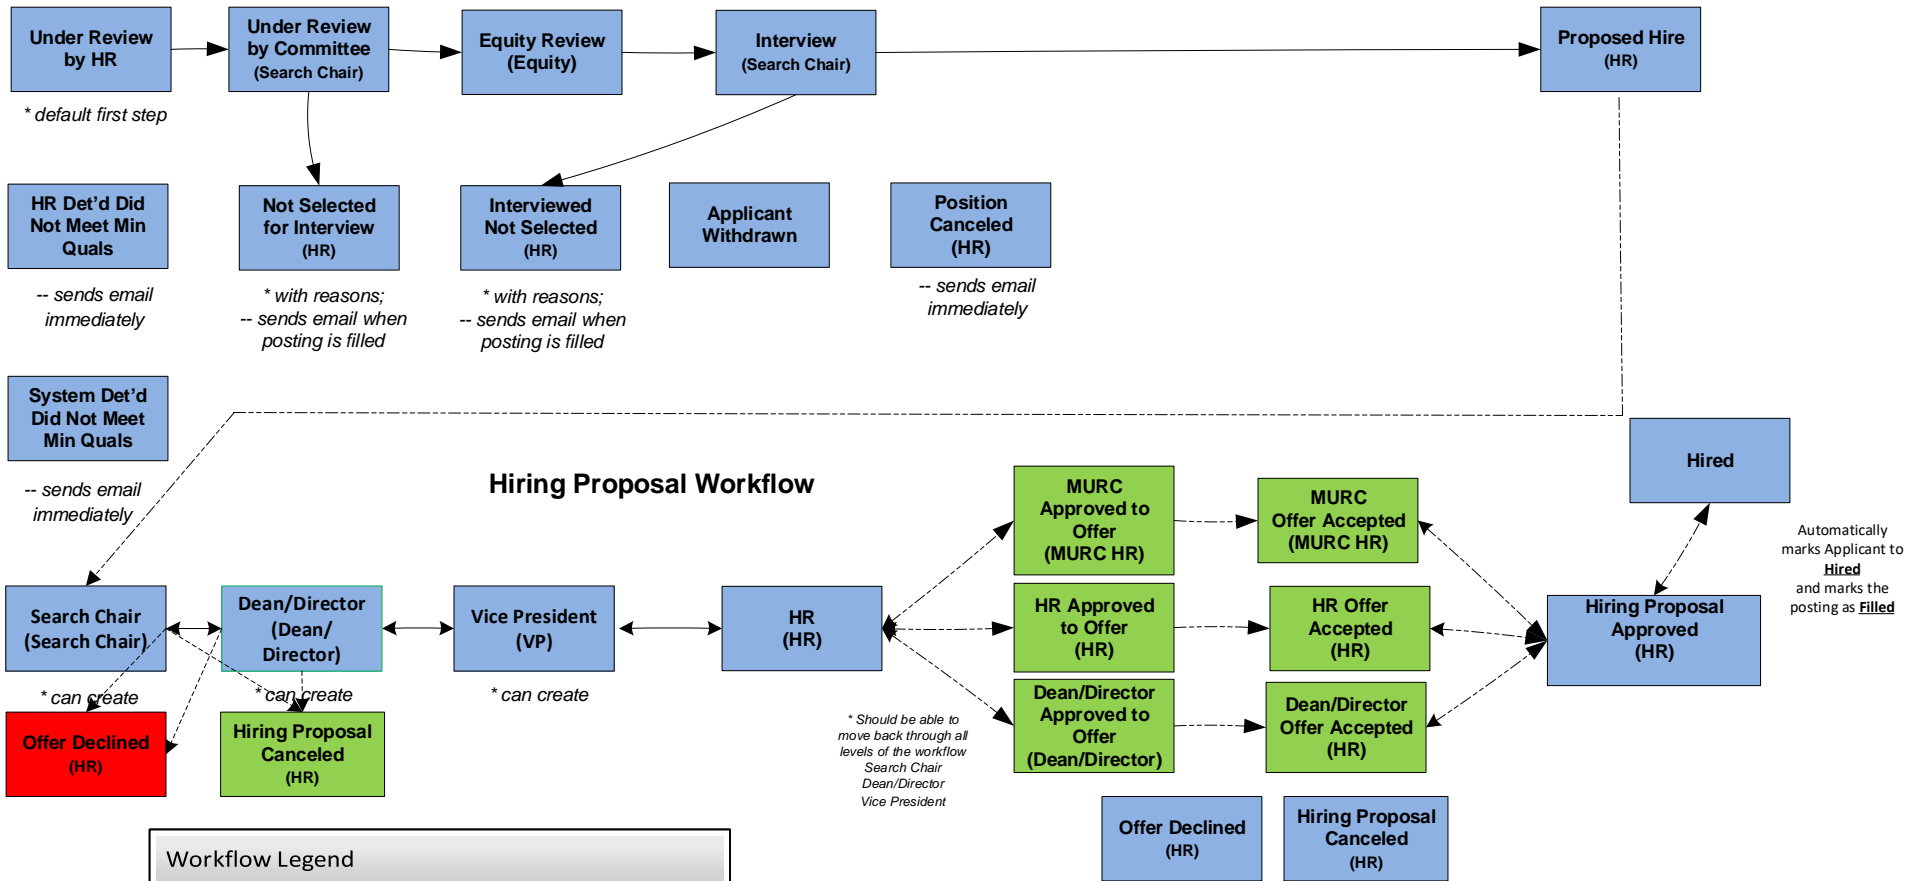 Under Review
by HR
* default first step
Under Review
by Committee
(Search Chair)
Equity Review
(Equity)
Interview
(Search Chair)
Proposed Hire
(HR)
HR Det'd Did
Not Meet Min
Quals
-- sends email
immediately
Not Selected
for Interview
(HR)
* with reasons;
-- sends email when
posting is filled
Interviewed
Not Selected
(HR)
* with reasons;
-- sends email when
posting is filled
Applicant
Withdrawn
Position
Canceled
(HR)
-- sends email
immediately
System Det'd
Did Not Meet
Min Quals
-- sends email
immediately
Hiring Proposal Workflow
Search Chair
(Search Chair)
* can create
Dean/Director
(Dean/
Director)
* can create
Vice President
(VP)
* can create
HR
(HR)
* Should be able to
move back through all
levels of the workflow
Search Chair
Dean/Director
Vice President
MURC
Approved to
Offer
(MURC HR)
MURC
Offer Accepted
(MURC HR)
HR Approved
to Offer
(HR)
HR Offer
Accepted
(HR)
Dean/Director
Approved to
Offer
(Dean/Director)
Dean/Director
Offer Accepted
(HR)
Hired
Automatically
marks Applicant to
Hired
and marks the
posting as Filled
Hiring Proposal
Approved
(HR)
Offer Declined
(HR)
Hiring Proposal
Canceled
(HR)
Offer Declined
(HR)
Hiring Proposal
Canceled
(HR)
Workflow Legend